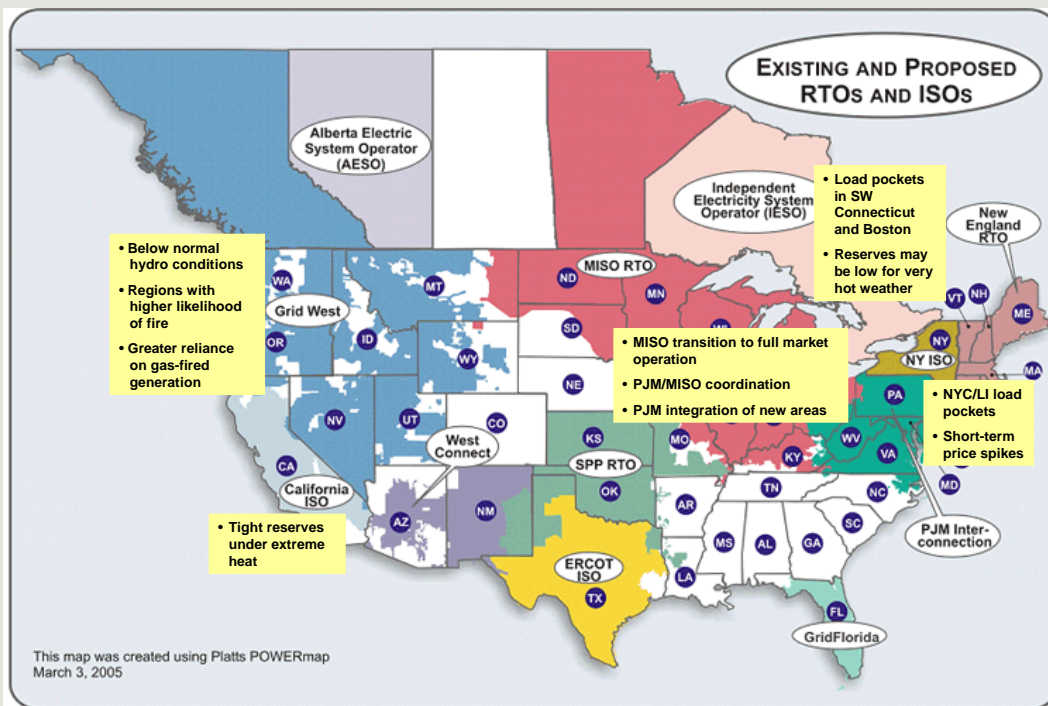 EXISTING AND PROPOSED
RTOS AND ISOS
Alberta Electric
System Operator
(AESO)
Independent
Electricity System
Operator (IESO)
• Load pockets
in SW
Connecticut
and Boston
• Reserves may
be low for very
hot weather
New
England
RTO
• Below normal
hydro conditions
• Regions with
higher likelihood
of fire
• Greater reliance
on gas-fired
generation
WA
Grid West
OR
ID
MT
WY
NV
UT
MISO RTO
ND
MN
SD
NE
VT
NH
ME
NY
NY ISO
MA
• MISO transition to full market
operation
• PJM/MISO coordination
• PJM integration of new areas
• NYC/LI load
pockets
• Short-term
price spikes
PA
WV
VA
MD
KY
CO
KS
MO
West
Connect
SPP RTO
OK
CA
California
ISO
AZ
NM
• Tight reserves
under extreme
heat
AR
TN
NC
SC
MS
AL
GA
LA
PJM Inter-
connection
ERCOT
ISO
TX
FL
GridFlorida
This map was created using Platts POWERmap
March 3, 2005